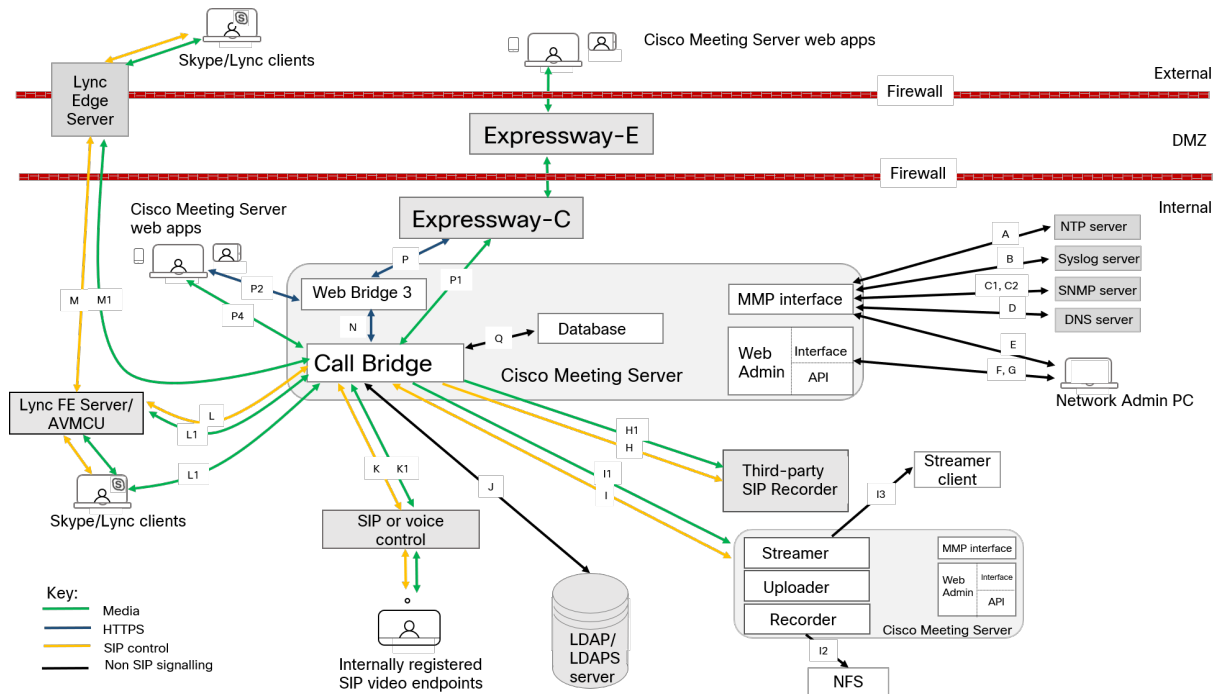 Skype/Lync clients
Cisco Meeting Server web apps
Lync
Edge
Server
External
Firewall
Expressway-E
DMZ
Firewall
Internal
Cisco Meeting Server
web apps
Expressway-C
P
P2
P4
P1
Web Bridge 3
N
Call Bridge
Q
Database
Cisco Meeting Server
MMP interface
Web
Admin
Interface
API
A
B
C1, C2
D
E
F, G
NTP server
Syslog server
SNMP server
DNS server
Network Admin PC
M
M1
Lync FE Server/
AVMCU
L
L1
L1
S
S
Skype/Lync clients
K
K1
J
H1
H
I1
I
Third-party
SIP Recorder
I3
Streamer
client
SIP or voice
control
Internally registered
SIP video endpoints
LDAP/
LDAPS
server
Streamer
Uploader
Recorder
MMP interface
Web
Admin
Interface
API
Cisco Meeting Server
I2
NFS
Key:
Media
HTTPS
SIP control
Non SIP signalling